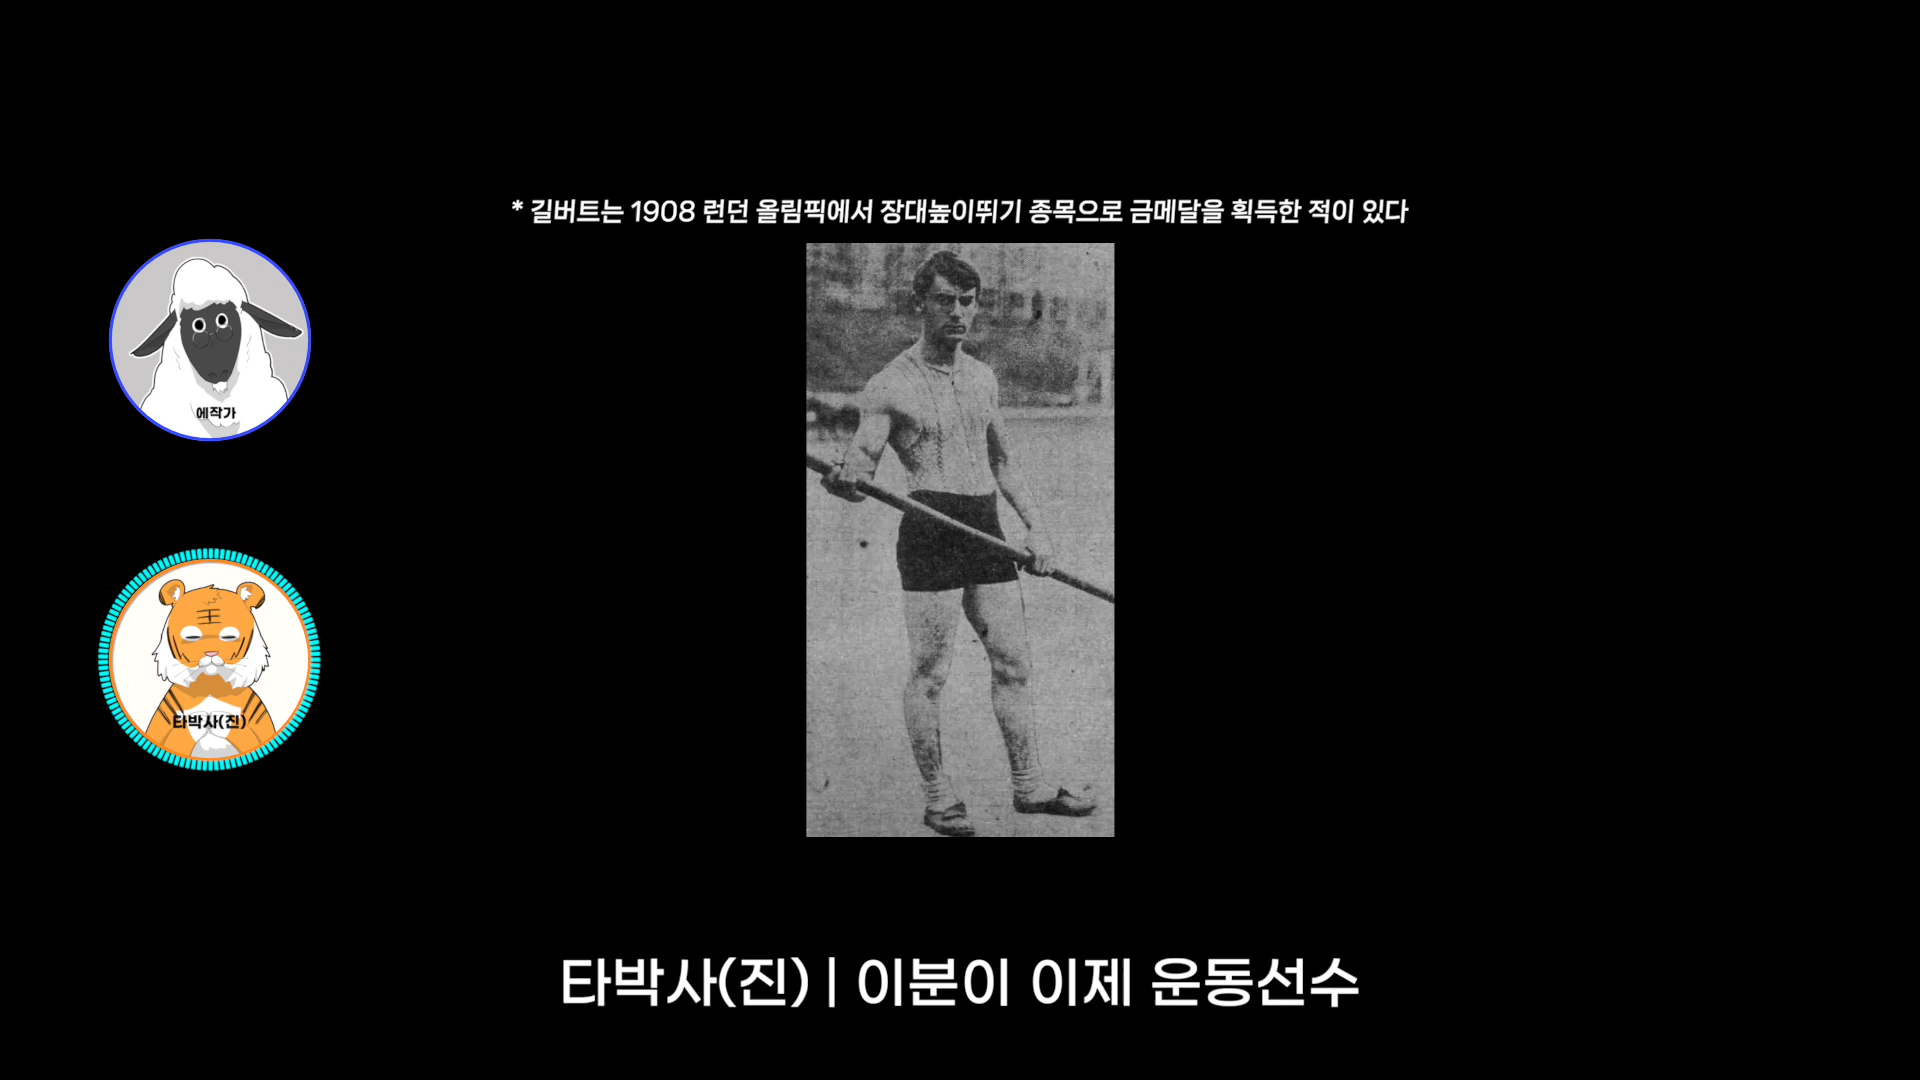 * 길버트는 1908 런던 올림픽에서 장대높이뛰기 종목으로 금메달을 획득한 적이 있다
에작가
타박사(진)
타박사(진) | 이분이 이제 운동선수